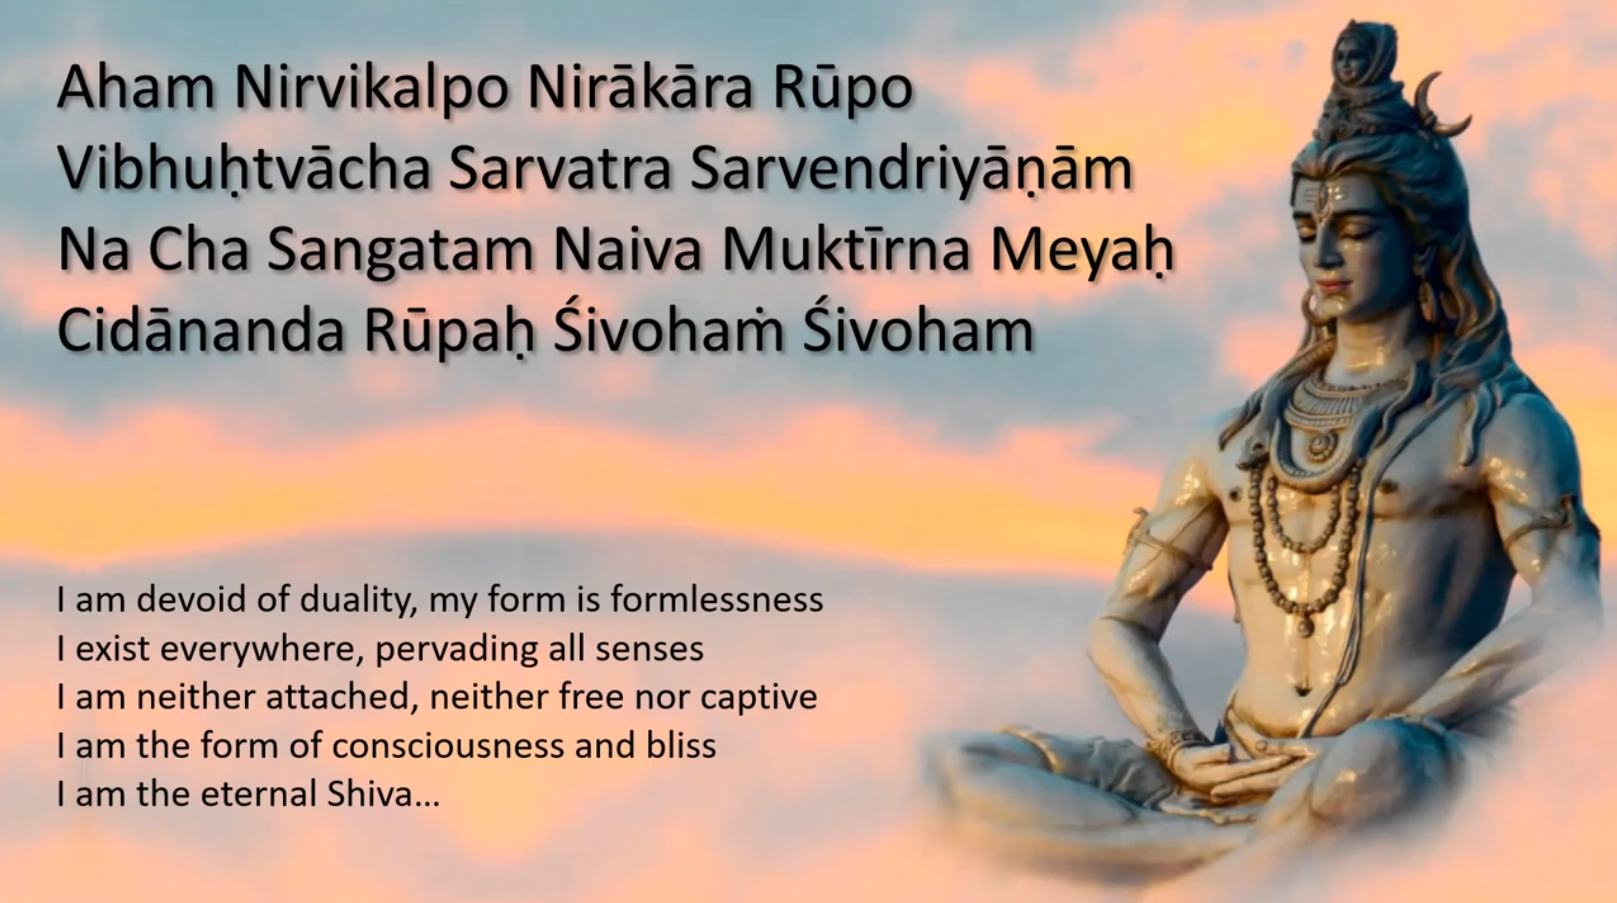 Aham Nirvikalpo Nirākāra Rūpo
Vibhuḥtvācha Sarvatra Sarvendriyāṇām
Na Cha Sangatam Naiva Muktīrna Meyaḥ
Cidānanda Rūpaḥ Śivohaṁ Śivoham
I am devoid of duality, my form is formlessness
I exist everywhere, pervading all senses
I am neither attached, neither free nor captive
I am the form of consciousness and bliss
I am the eternal Shiva...